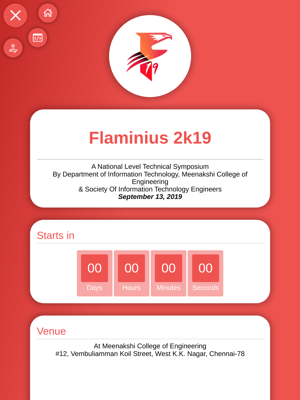 19
Flaminius 2k19
A National Level Technical Symposium
By Department of Information Technology, Meenakshi College of
Engineering
& Society Of Information Technology Engineers
September 13, 2019
Starts in
00 00 00 00
Days Hours Minutes Seconds
Venue
At Meenakshi College of Engineering
#12, Vembuliamman Koil Street, West K.K. Nagar, Chennai-78